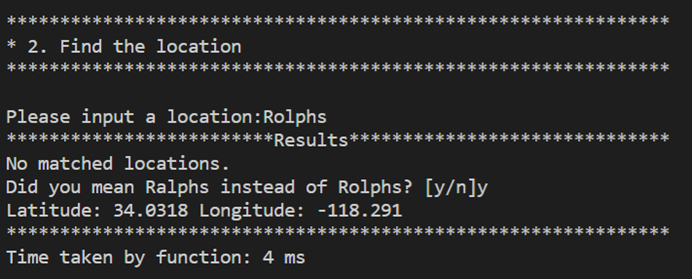 **************************************************************
* 2. Find the location
**************************************************************
Please input a location:Rolphs
*************************Results******************************
No matched locations.
Did you mean Ralphs instead of Rolphs? [y/n]y
Latitude: 34.0318 Longitude: -118.291
**************************************************************
Time taken by function: 4 ms